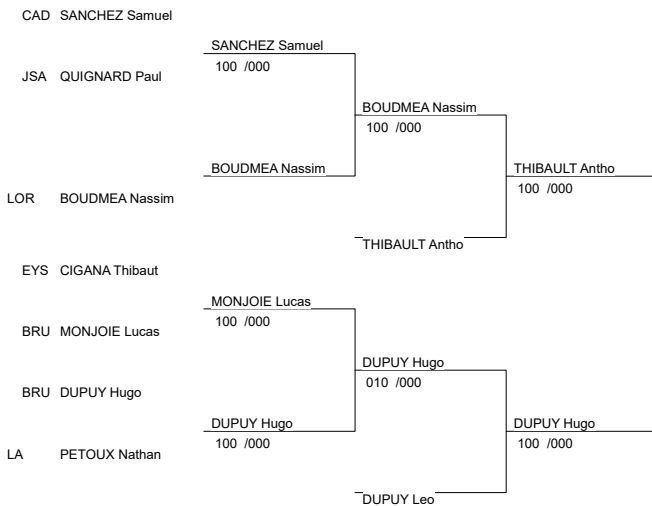 CAD SANCHEZ Samuel
SANCHEZ Samuel
100 /000
JSA QUIGNARD Paul
BOUDMEA Nassim
100 /000
BOUDMEA Nassim
THIBAULT Antho
100 /000
LOR BOUDMEA Nassim
THIBAULT Antho
EYS CIGANA Thibaut
MONJOIE Lucas
100 /000
BRU MONJOIE Lucas
DUPUY Hugo
010 /000
BRU DUPUY Hugo
DUPUY Hugo
100 /000
DUPUY Hugo
100 /000
LA PETOUX Nathan
DUPUY Leo